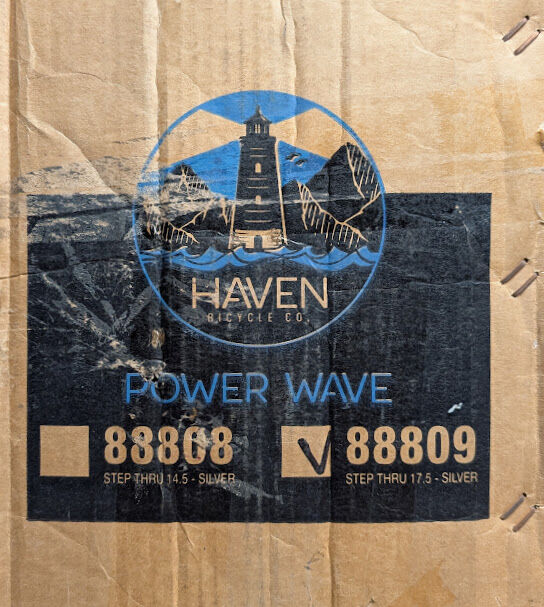 HAVEN
BICYCLE CO.
POWER WAVE
88808 88809
STEP THRU 14.5 - SILVER STEP THRU 17.5 - SILVER